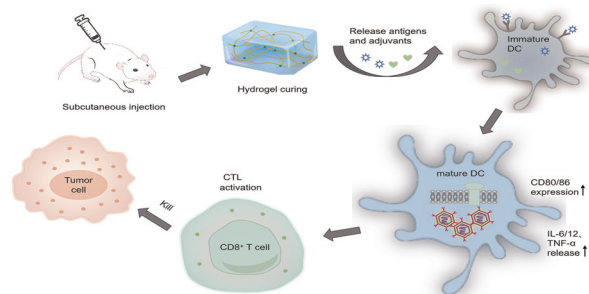 Subcutaneous injection
Hydrogel curing
Release antigens
and adjuvants
Immature
DC
mature DC
CD80/86
expression
IL-6/12、
TNF-α
release
CTL
activation
CD8⁺ T cell
Kill
Tumor
cell